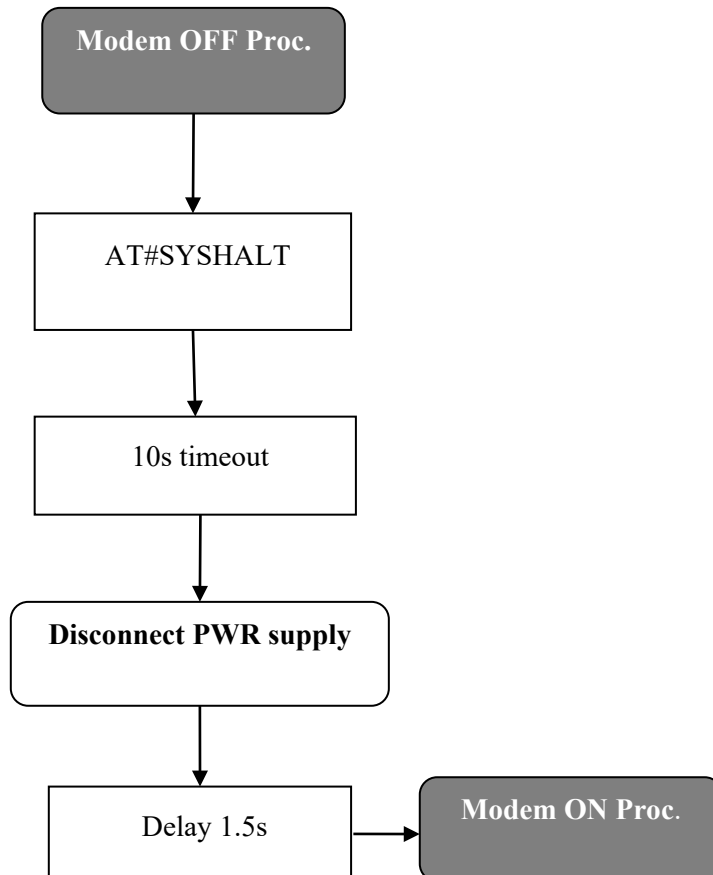 Modem OFF Proc.
AT#SYSHALT
10s timeout
Disconnect PWR supply
Delay 1.5s
Modem ON Proc.